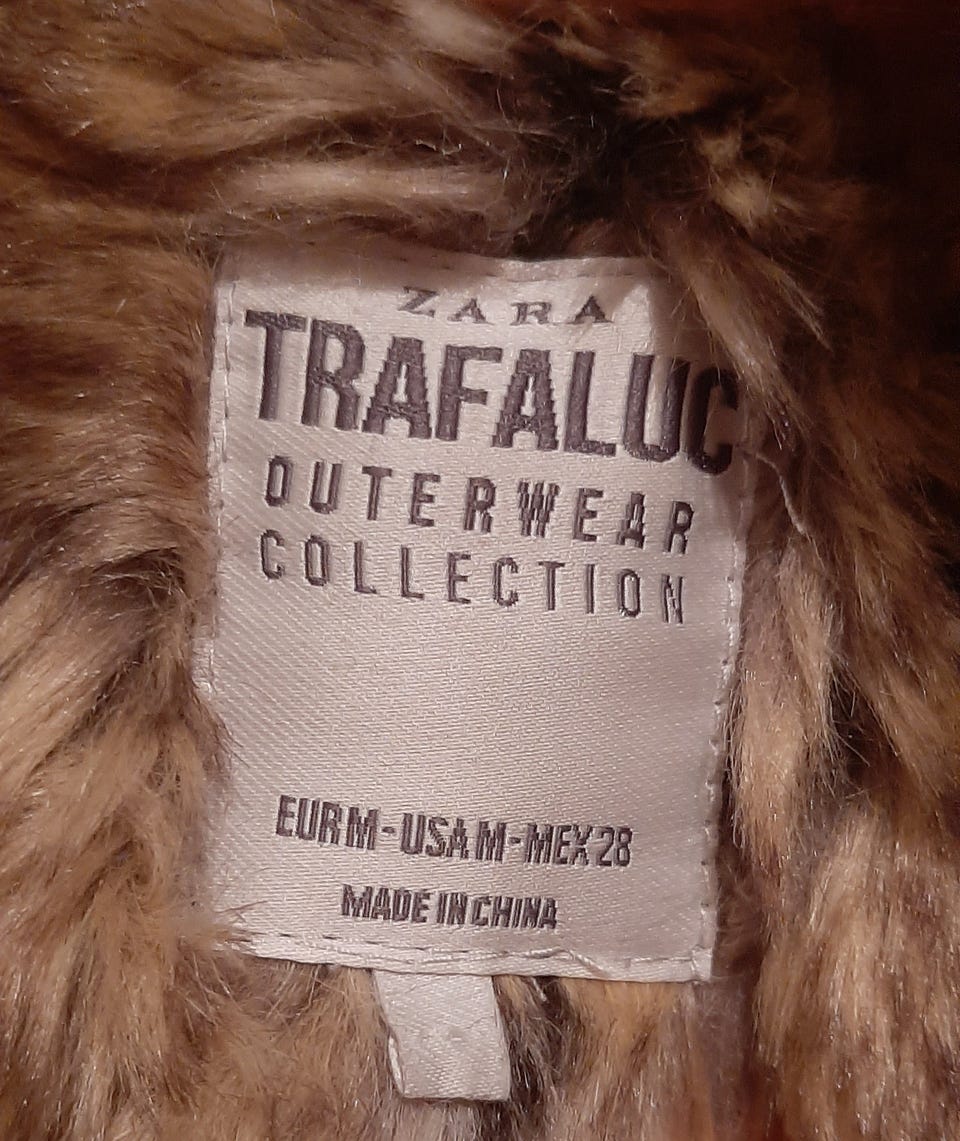 ZARA
TRAFALUC
OUTERWEAR
COLLECTION
EUR M - USA M - MEX 28
MADE IN CHINA